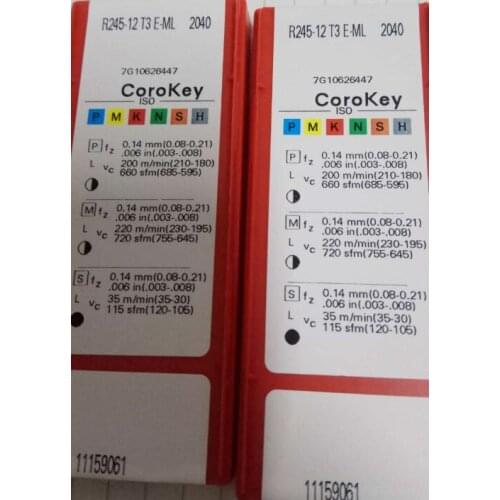 R245-12 T3 E-ML 2040
7G10626447
CoroKey
ISO
P M K N S H
P fz 0.14 mm(0.08-0.21)
.006 in(.003-.008)
L vc 200 m/min(210-180)
660 sfm(685-595)
M fz 0.14 mm(0.08-0.21)
.006 in(.003-.008)
L vc 220 m/min(230-195)
720 sfm(755-645)
S fz 0.14 mm(0.08-0.21)
.006 in(.003-.008)
L vc 35 m/min(35-30)
115 sfm(120-105)
11159061
R245-12 T3 E-ML 2040
7G10626447
CoroKey
ISO
P M K N S H
P fz 0.14 mm(0.08-0.21)
.006 in(.003-.008)
L vc 200 m/min(210-180)
660 sfm(685-595)
M fz 0.14 mm(0.08-0.21)
.006 in(.003-.008)
L vc 220 m/min(230-195)
720 sfm(755-645)
S fz 0.14 mm(0.08-0.21)
.006 in(.003-.008)
L vc 35 m/min(35-30)
115 sfm(120-105)
11159061